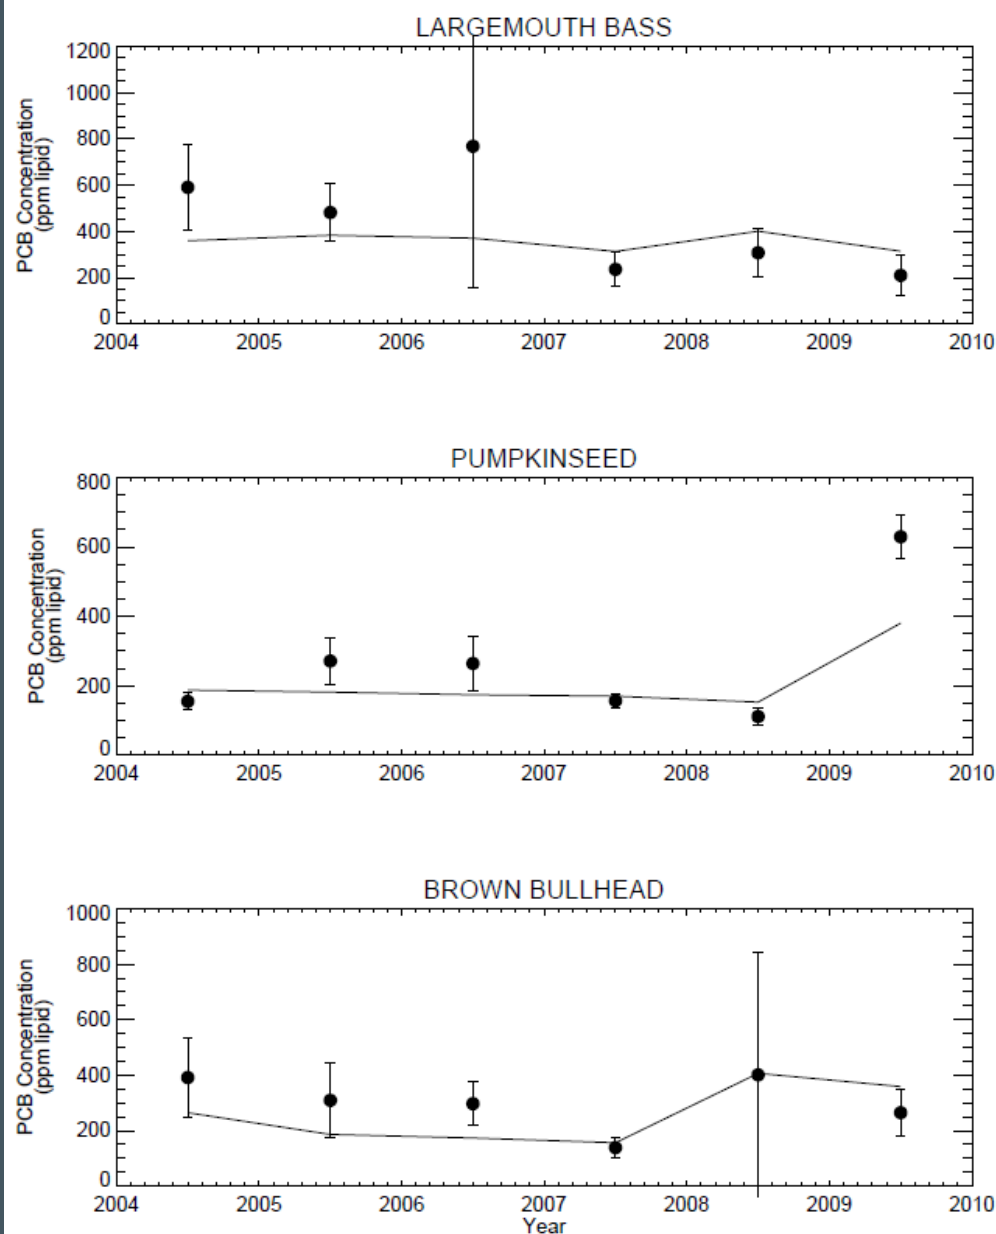 LARGEMOUTH BASS
1200
1000
800
600
400
200
0
PCB Concentration
(ppm lipid)
2004 2005 2006 2007 2008 2009 2010
PUMPKINSEED
800
600
400
200
0
PCB Concentration
(ppm lipid)
2004 2005 2006 2007 2008 2009 2010
BROWN BULLHEAD
1000
800
600
400
200
0
PCB Concentration
(ppm lipid)
2004 2005 2006 2007 2008 2009 2010
Year